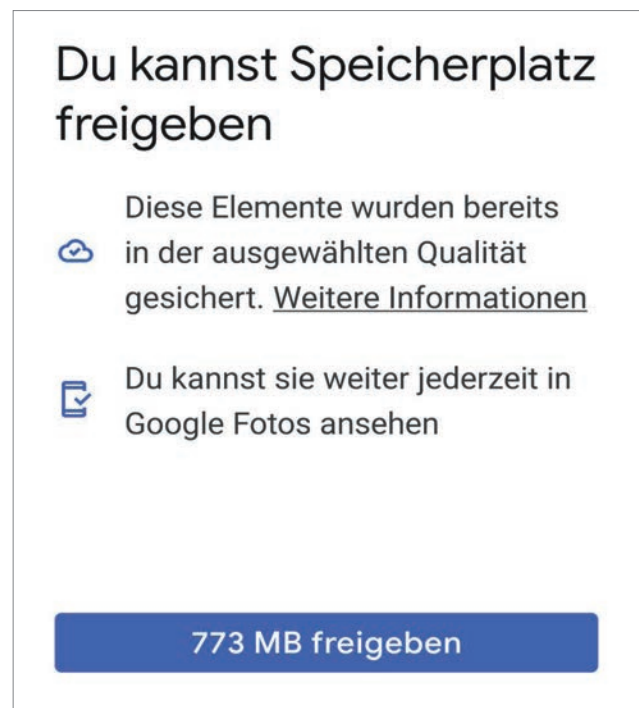 Du kannst Speicherplatz
freigeben
Diese Elemente wurden bereits
in der ausgewählten Qualität
gesichert. Weitere Informationen
Du kannst sie weiter jederzeit in
Google Fotos ansehen
773 MB freigeben